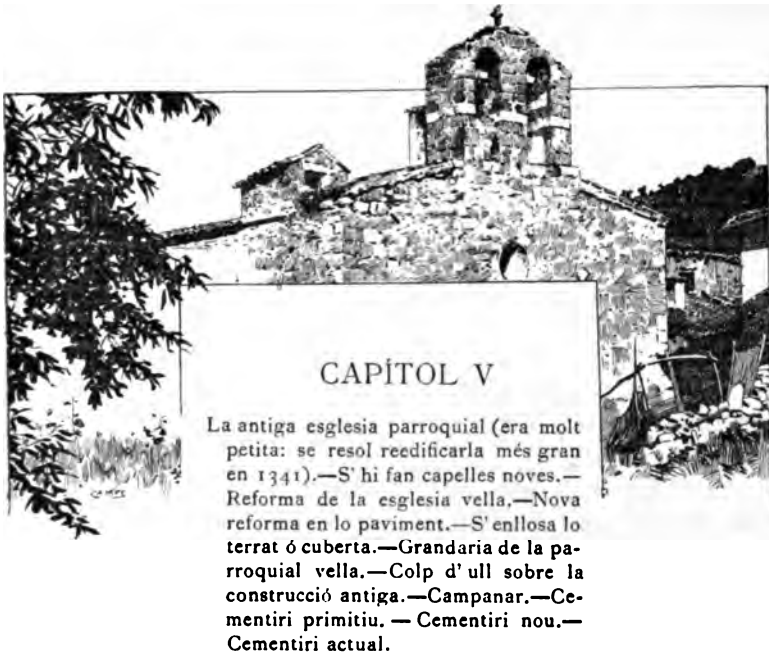 CAPÍTOL V
La antiga esglesia parroquial (era molt
petita: se resol reedificarla més gran
en 1341).—S' hi fan capelles noves.—
Reforma de la esglesia vella.—Nova
reforma en lo paviment.—S' enllosa lo
terrat ó cuberta.—Grandaria de la pa-
rroquial vella.—Colp d' ull sobre la
construcció antiga.—Campanar.—Ce-
mentiri primitiu. — Cementiri nou.—
Cementiri actual.